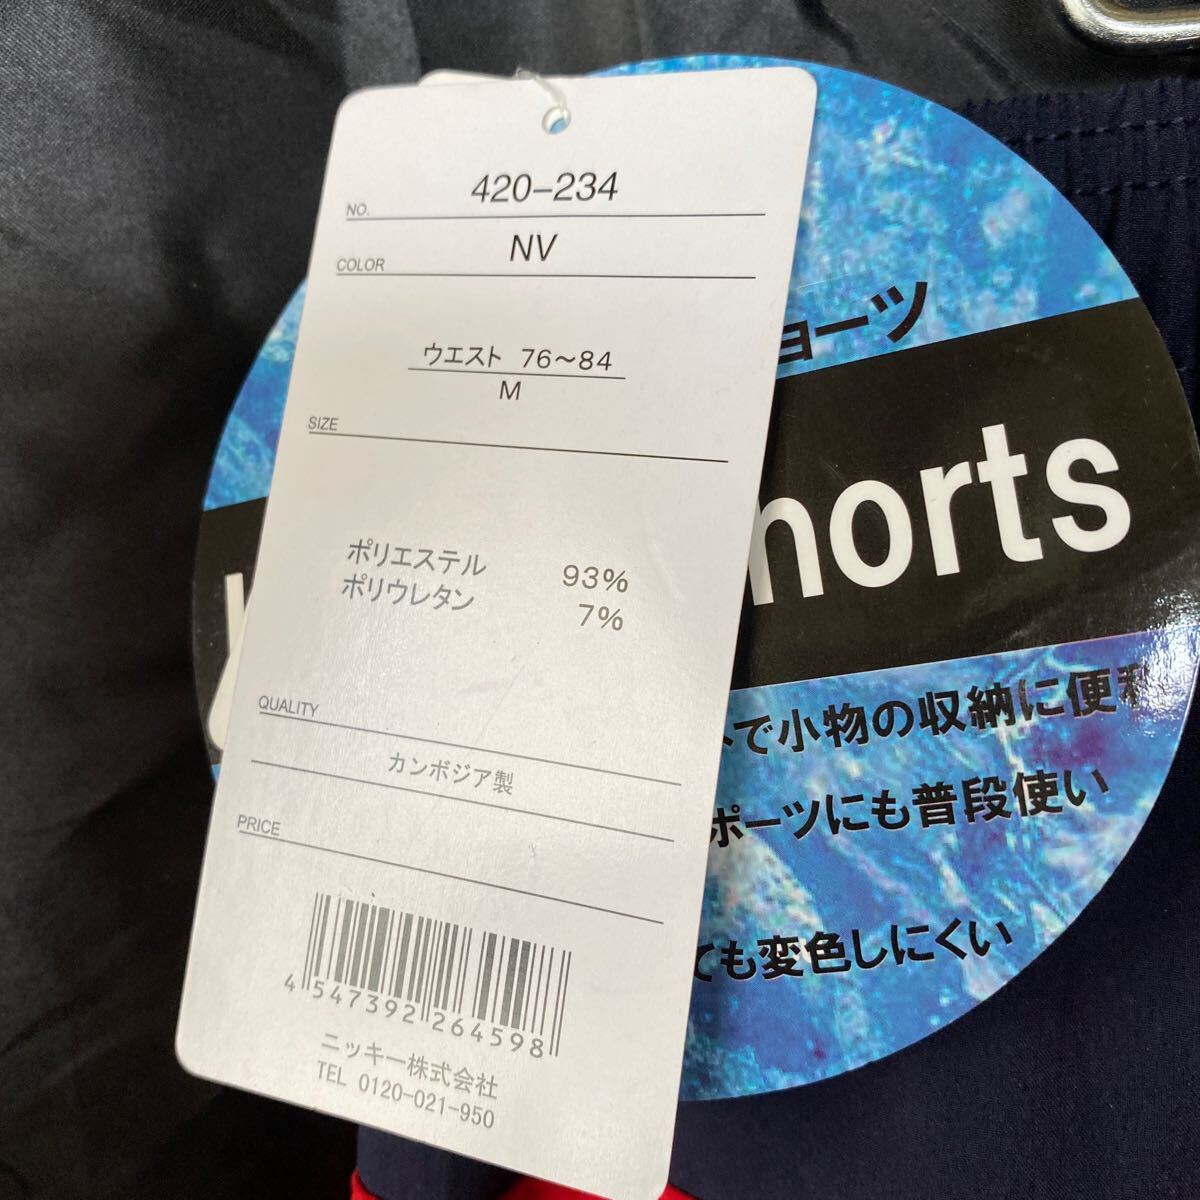 420-234
NO.
NV
COLOR
ウエスト 76～84
M
SIZE
ポリエステル 93%
ポリウレタン 7%
QUALITY
カンボジア製
PRICE
4 547392 264598
ニッキー株式会社
TEL 0120-021-950
ョーツ
horts
で小物の収納に便利
ポーツにも普段使い
ても変色しにくい